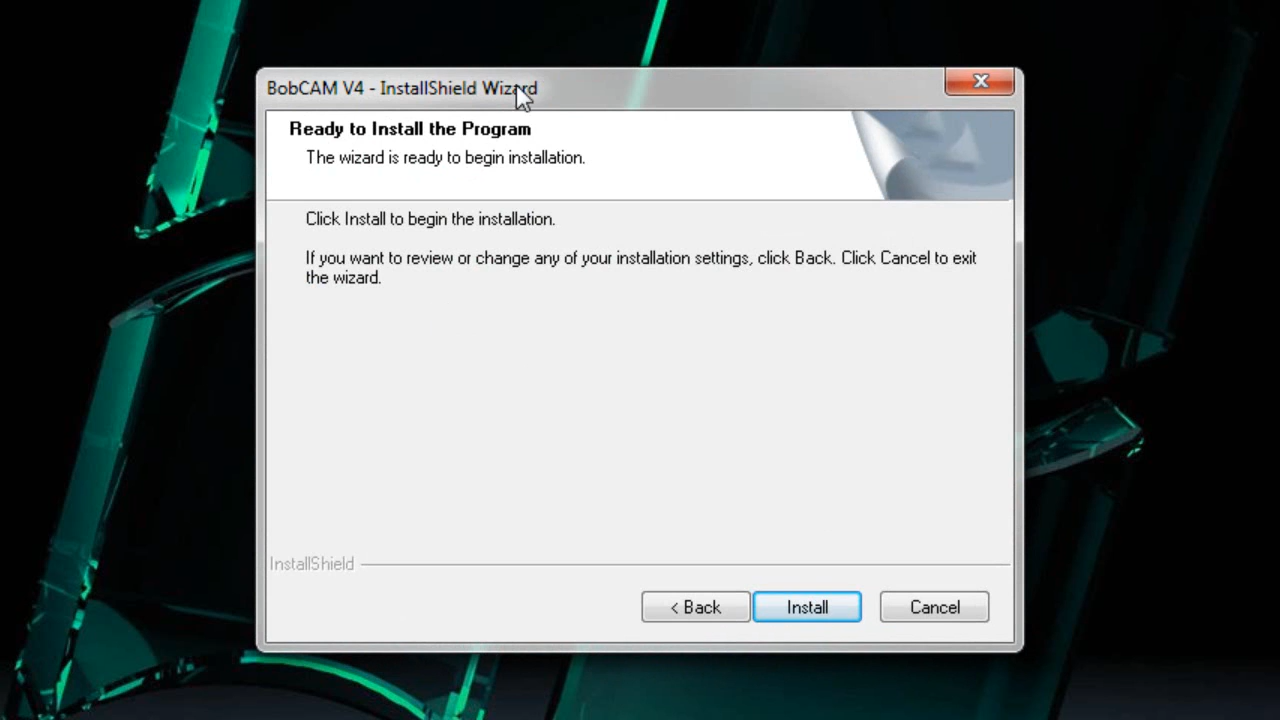 BobCAM V4 - InstallShield Wizard
Ready to Install the Program
The wizard is ready to begin installation.
Click Install to begin the installation.
If you want to review or change any of your installation settings, click Back. Click Cancel to exit
the wizard.
InstallShield
< Back Install Cancel